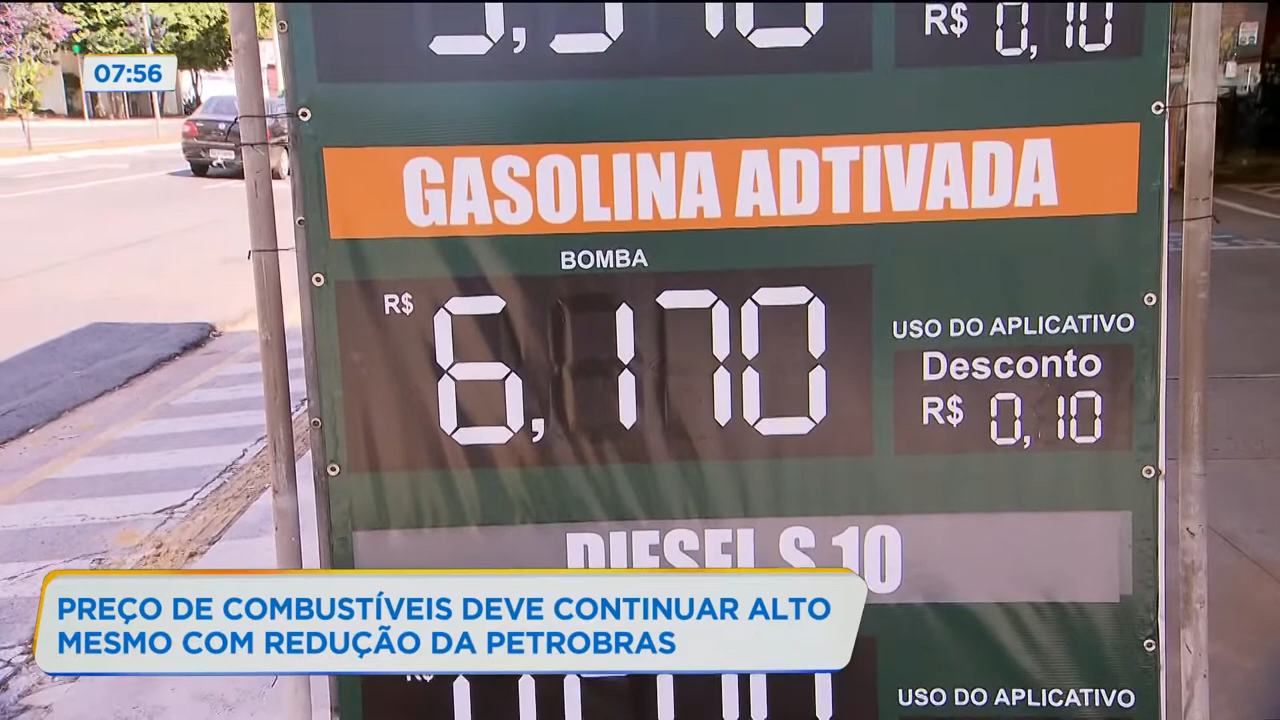 R$ 0,10
07:56
GASOLINA ADTIVADA
BOMBA
R$ 6,170
USO DO APLICATIVO
Desconto
R$ 0,10
DIESEL S 10
PREÇO DE COMBUSTÍVEIS DEVE CONTINUAR ALTO
MESMO COM REDUÇÃO DA PETROBRAS
R$
USO DO APLICATIVO